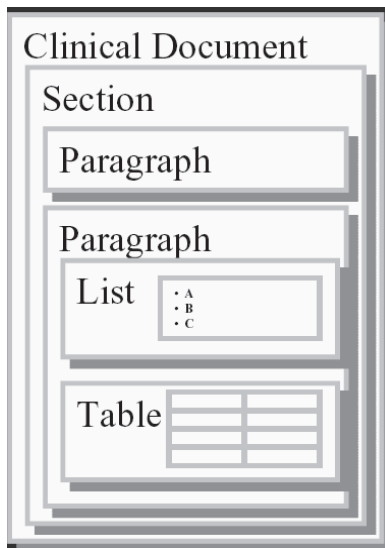 Clinical Document
Section
Paragraph
Paragraph
List
• A
• B
• C
Table